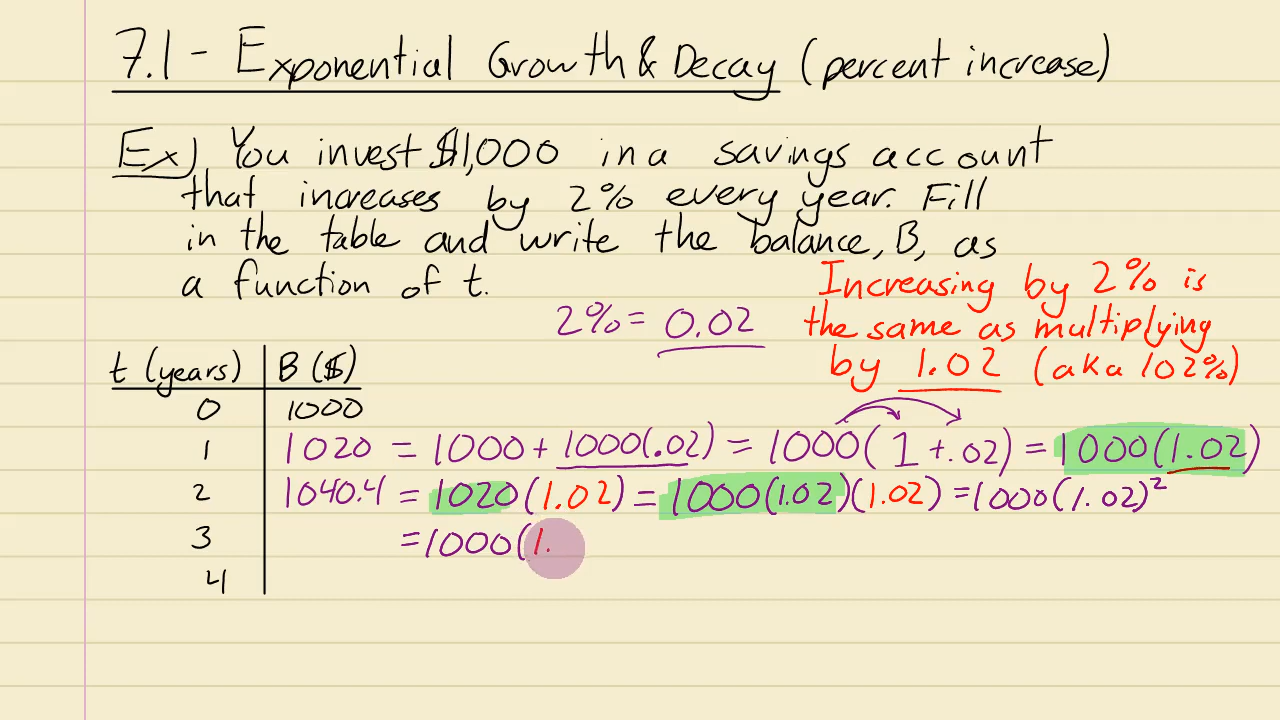 7.1 - Exponential Growth & Decay (percent increase)
Ex) You invest $1,000 in a savings account
that increases by 2% every year. Fill
in the table and write the balance, B, as
a function of t.
Increasing by 2% is
the same as multiplying
by 1.02 (aka 102%)
2% = 0.02
t (years) B ($)
0 1000
1 1020 = 1000 + 1000(.02) = 1000(1 + .02) = 1000(1.02)
2 1040.4 = 1020(1.02) = 1000(1.02)(1.02) = 1000(1.02)²
3 = 1000(1.
4